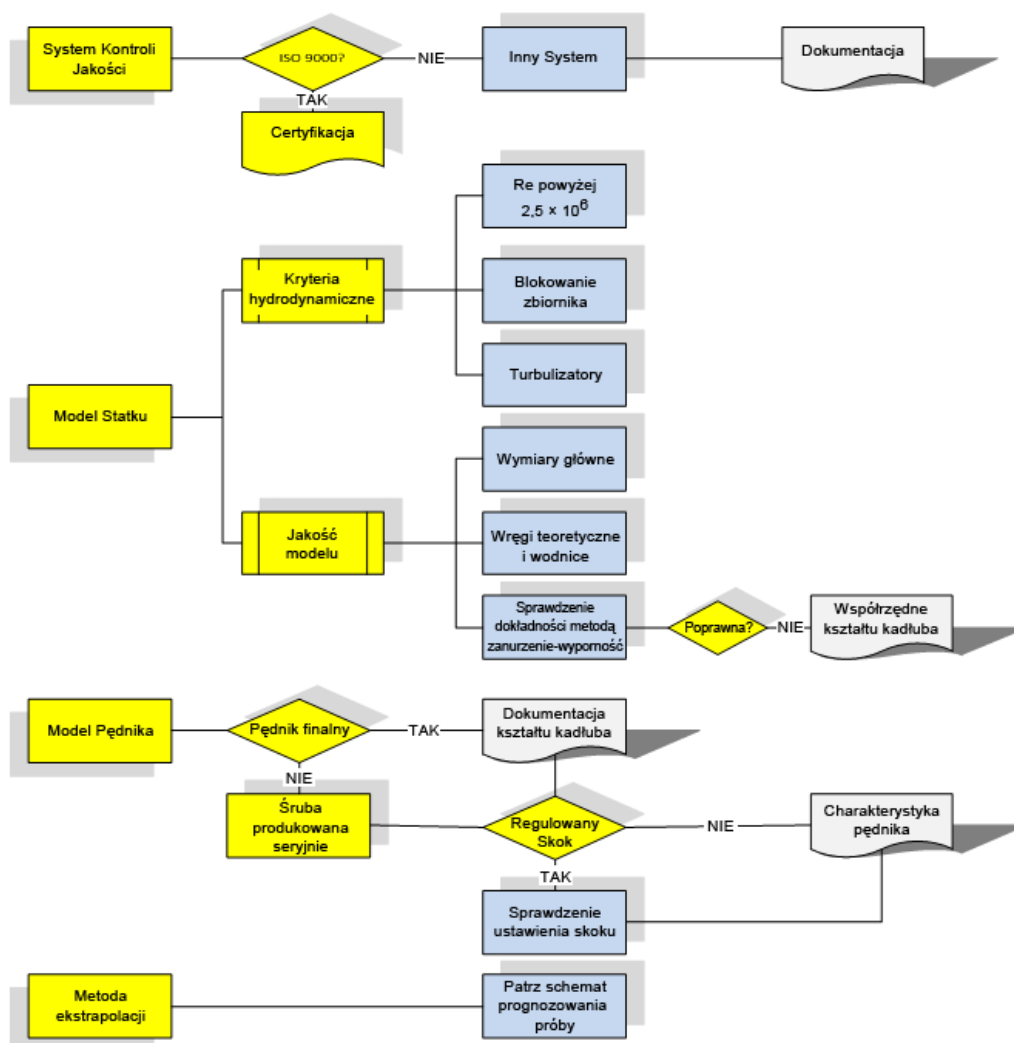 System Kontroli
Jakości
ISO 9000?
NIE
Inny System
Dokumentacja
TAK
Certyfikacja
Re powyżej
2,5 × 10⁶
Kryteria
hydrodynamiczne
Blokowanie
zbiornika
Turbulizatory
Model Statku
Wymiary główne
Jakość
modelu
Wręgi teoretyczne
i wodnice
Sprawdzenie
dokładności metodą
zanurzenie-wyporność
Poprawna?
NIE
Współrzędne
kształtu kadłuba
Model Pędnika
Pędnik finalny
TAK
Dokumentacja
kształtu kadłuba
NIE
Śruba
produkowana
seryjnie
Regulowany
Skok
NIE
Charakterystyka
pędnika
TAK
Sprawdzenie
ustawienia skoku
Metoda
ekstrapolacji
Patrz schemat
prognozowania
próby